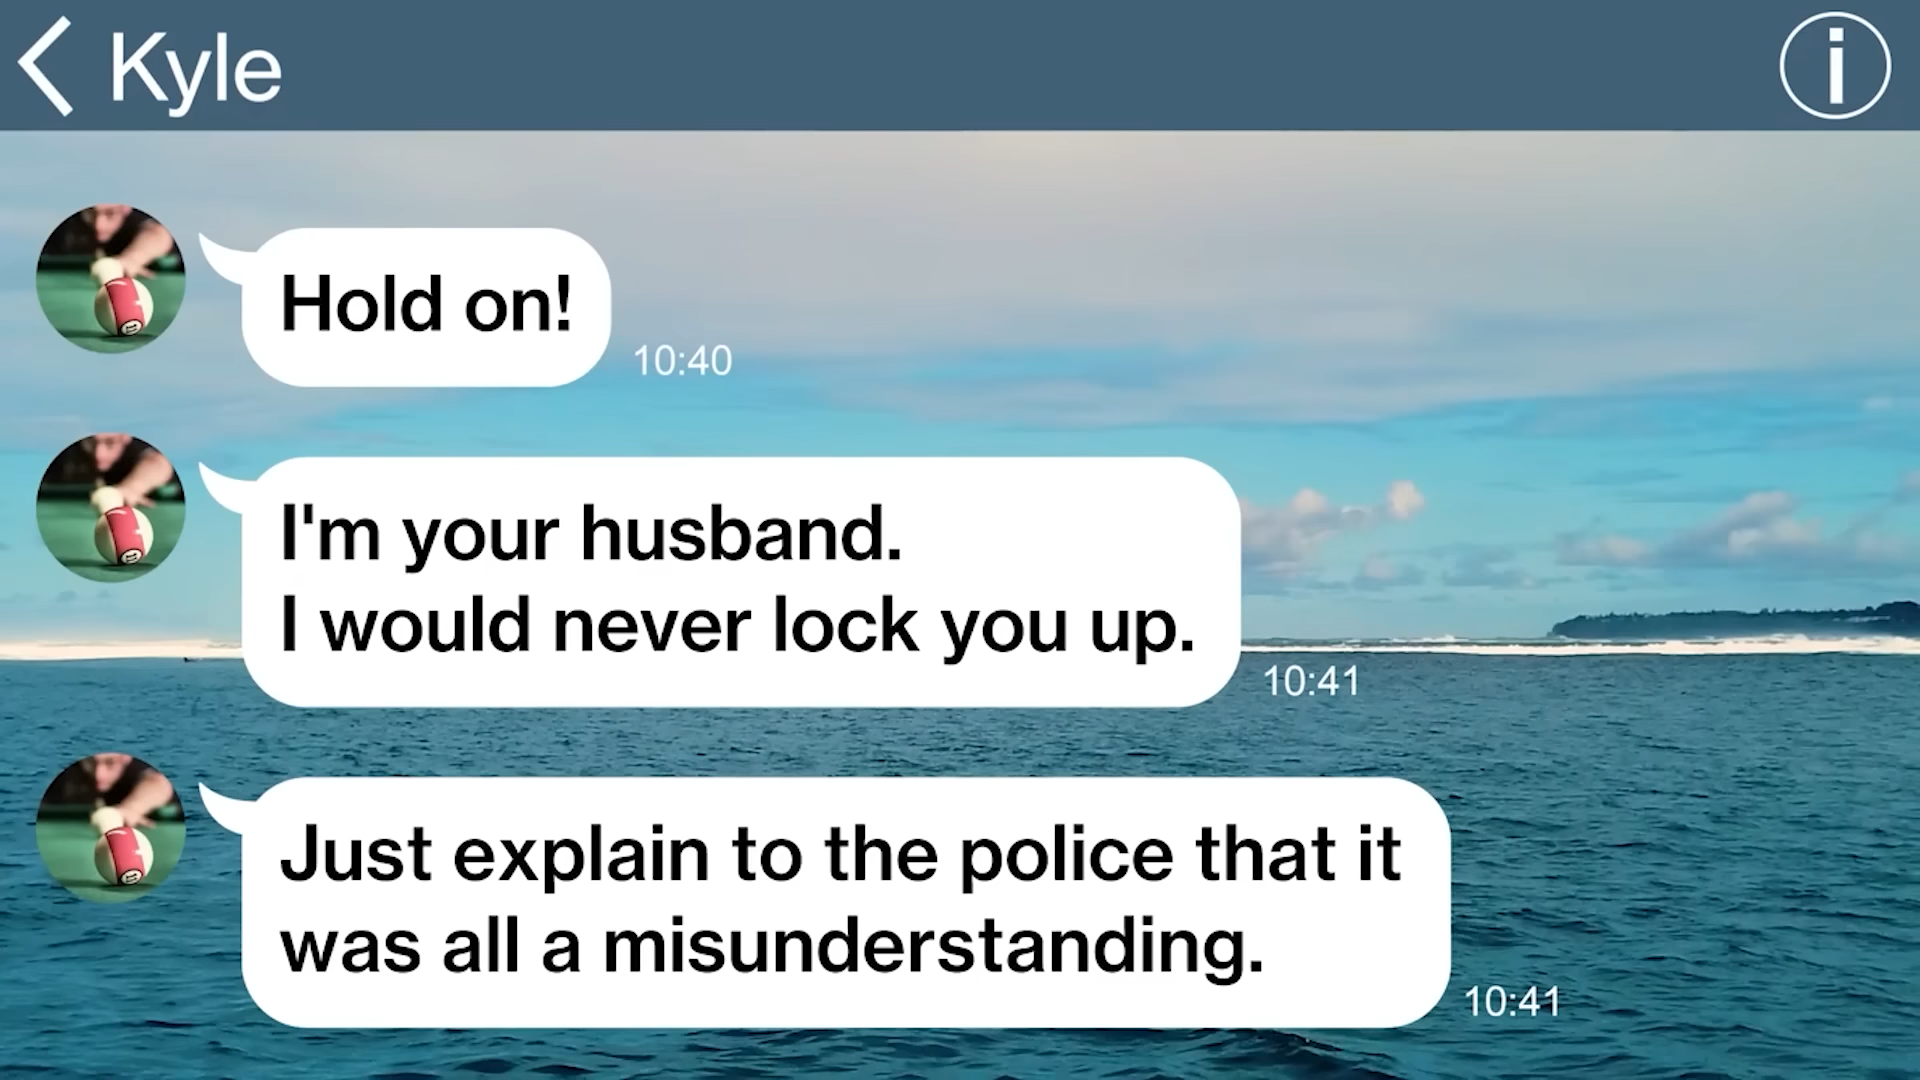 Kyle
Hold on!
10:40
I'm your husband.
I would never lock you up.
10:41
Just explain to the police that it
was all a misunderstanding.
10:41